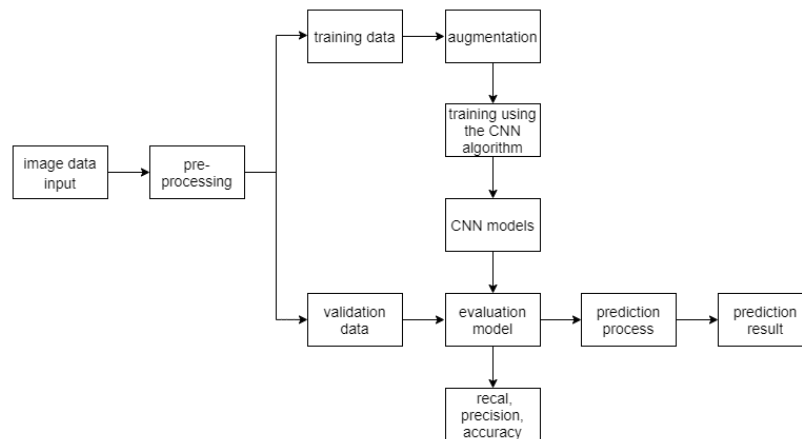 training data
augmentation
training using
the CNN
algorithm
image data
input
pre-
processing
CNN models
validation
data
evaluation
model
prediction
process
prediction
result
recal,
precision,
accuracy